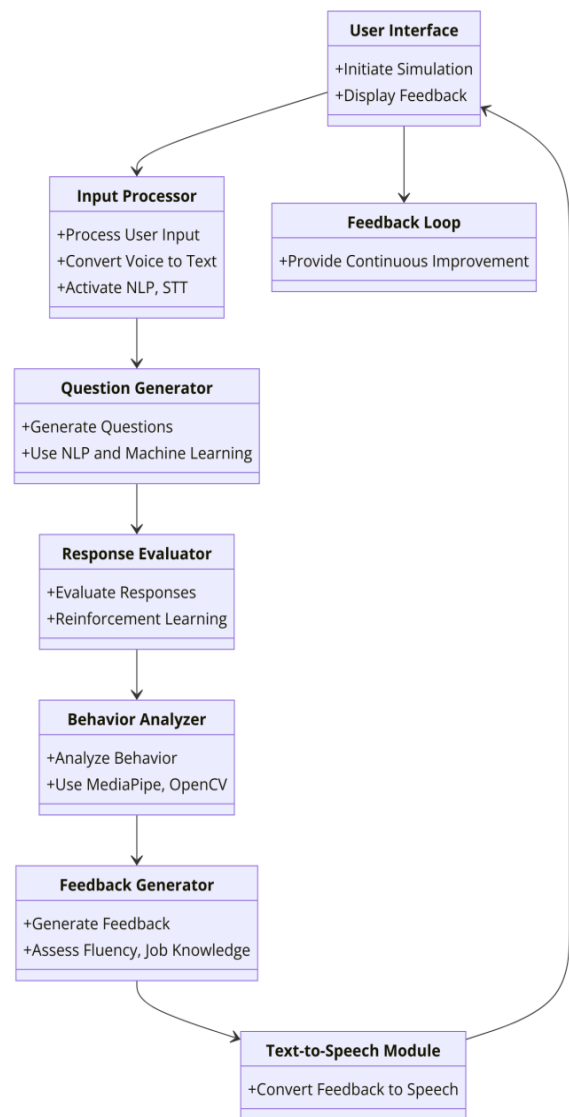 User Interface
+Initiate Simulation
+Display Feedback
Input Processor
+Process User Input
+Convert Voice to Text
+Activate NLP, STT
Feedback Loop
+Provide Continuous Improvement
Question Generator
+Generate Questions
+Use NLP and Machine Learning
Response Evaluator
+Evaluate Responses
+Reinforcement Learning
Behavior Analyzer
+Analyze Behavior
+Use MediaPipe, OpenCV
Feedback Generator
+Generate Feedback
+Assess Fluency, Job Knowledge
Text-to-Speech Module
+Convert Feedback to Speech